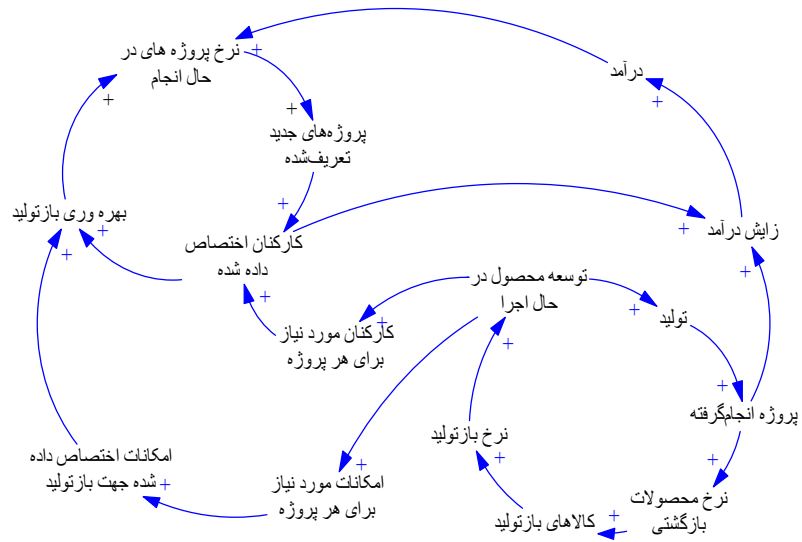 نرخ پروژه های در
حال انجام
+
+
درآمد
+
+
پروژه‌های جدید
تعریف‌شده
+
بهره وری بازتولید
+
+
کارکنان اختصاص
داده شده
+
زایش درآمد
+
+
توسعه محصول در
حال اجرا
+
تولید
+
+
کارکنان مورد نیاز
برای هر پروژه
+
+
پروژه انجام‌گرفته
+
نرخ بازتولید
+
امکانات اختصاص داده
شده جهت بازتولید
+
+
امکانات مورد نیاز
برای هر پروژه
+
نرخ محصولات
بازگشتی
+
کالاهای بازتولید